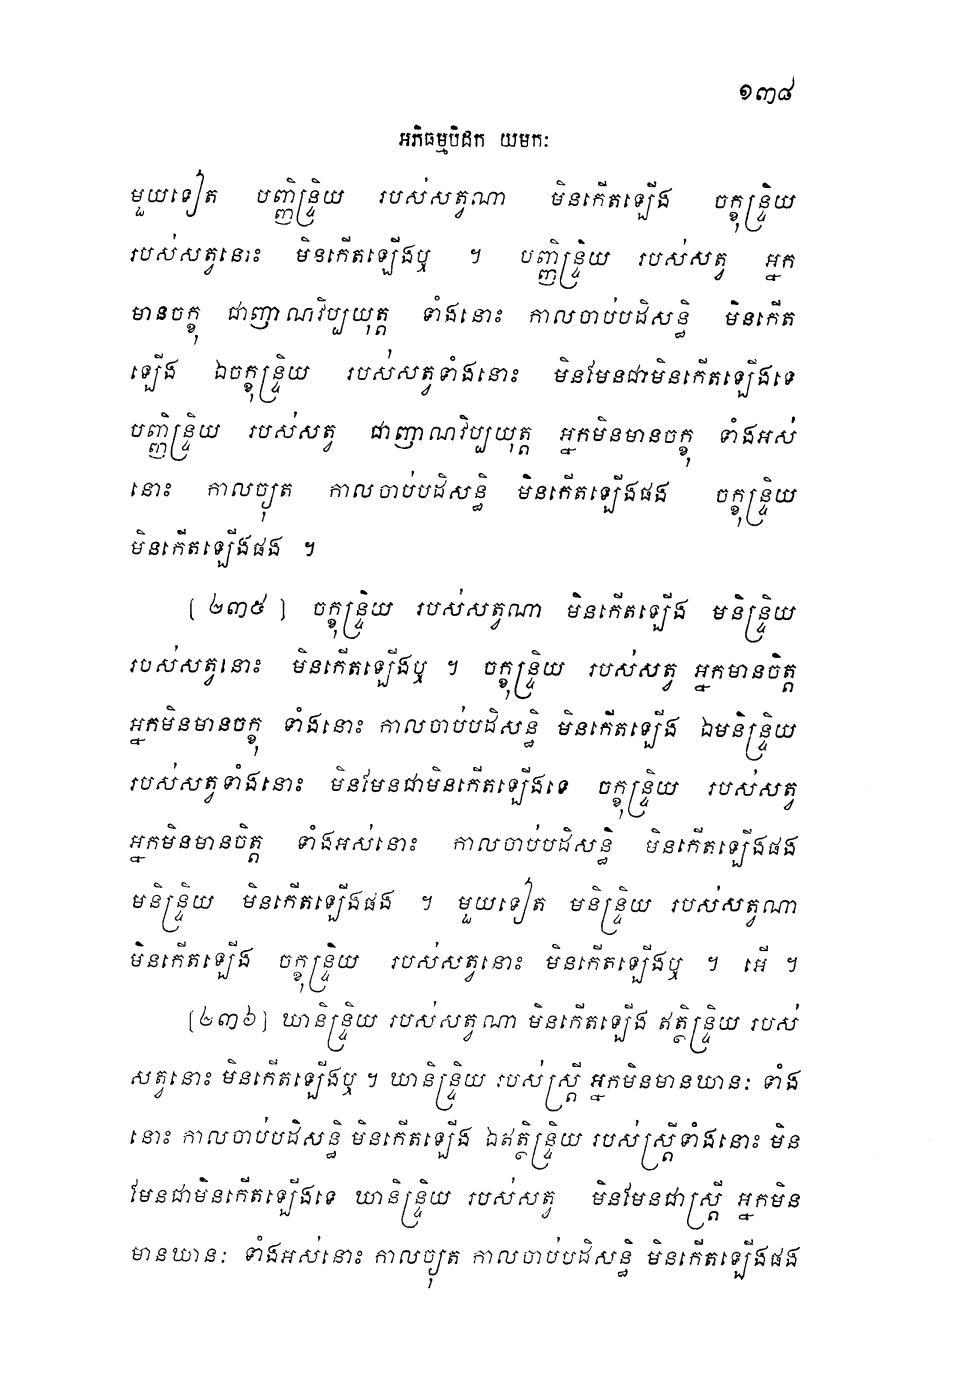 ១៣៨
អភិធម្មបិដក យមកៈ
មួយទៀត បញ្ញិន្ទ្រិយ របស់សត្វណា មិនកើតឡើង ចក្ខុន្ទ្រិយ
របស់សត្វនោះ មិនកើតឡើងឬ ។ បញ្ញិន្ទ្រិយ របស់សត្វ អ្នក
មានចក្ខុ ជាញាណវិប្បយុត្ត ទាំងនោះ កាលចាប់បដិសន្ធិ មិនកើត
ឡើង ឯចក្ខុន្ទ្រិយ របស់សត្វទាំងនោះ មិនមែនជាមិនកើតឡើងទេ
បញ្ញិន្ទ្រិយ របស់សត្វ ជាញាណវិប្បយុត្ត អ្នកមិនមានចក្ខុ ទាំងអស់
នោះ កាលច្យុត កាលចាប់បដិសន្ធិ មិនកើតឡើងផង ចក្ខុន្ទ្រិយ
មិនកើតឡើងផង ។
[២៣៥] ចក្ខុន្ទ្រិយ របស់សត្វណា មិនកើតឡើង មនិន្ទ្រិយ
របស់សត្វនោះ មិនកើតឡើងឬ ។ ចក្ខុន្ទ្រិយ របស់សត្វ អ្នកមានចិត្ត
អ្នកមិនមានចក្ខុ ទាំងនោះ កាលចាប់បដិសន្ធិ មិនកើតឡើង ឯមនិន្ទ្រិយ
របស់សត្វទាំងនោះ មិនមែនជាមិនកើតឡើងទេ ចក្ខុន្ទ្រិយ របស់សត្វ
អ្នកមិនមានចិត្ត ទាំងអស់នោះ កាលចាប់បដិសន្ធិ មិនកើតឡើងផង
មនិន្ទ្រិយ មិនកើតឡើងផង ។ មួយទៀត មនិន្ទ្រិយ របស់សត្វណា
មិនកើតឡើង ចក្ខុន្ទ្រិយ របស់សត្វនោះ មិនកើតឡើងឬ ។ អើ ។
[២៣៦] ឃានិន្ទ្រិយ របស់សត្វណា មិនកើតឡើង ឥត្ថិន្ទ្រិយ របស់
សត្វនោះ មិនកើតឡើងឬ ។ ឃានិន្ទ្រិយ របស់ស្ត្រី អ្នកមិនមានឃានៈ ទាំង
នោះ កាលចាប់បដិសន្ធិ មិនកើតឡើង ឯឥត្ថិន្ទ្រិយ របស់ស្ត្រីទាំងនោះ មិន
មែនជាមិនកើតឡើងទេ ឃានិន្ទ្រិយ របស់សត្វ មិនមែនជាស្ត្រី អ្នកមិន
មានឃានៈ ទាំងអស់នោះ កាលច្យុត កាលចាប់បដិសន្ធិ មិនកើតឡើងផង